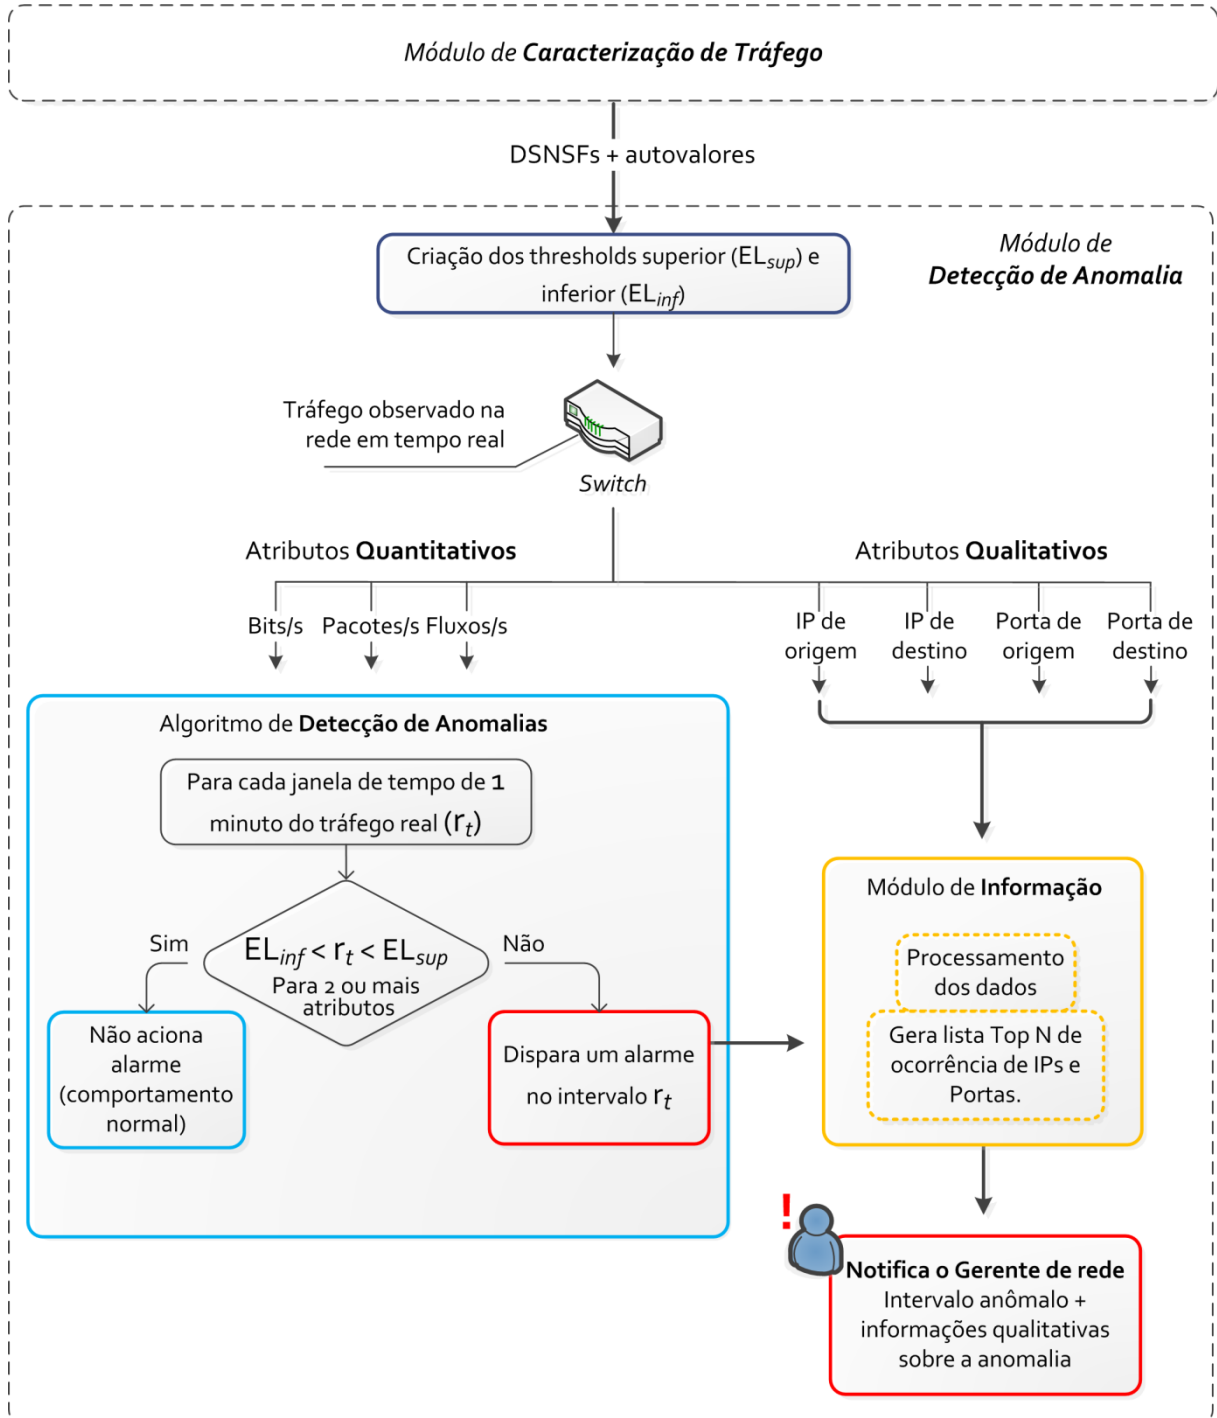 Módulo de Caracterização de Tráfego
DSNSFs + autovalores
Módulo de
Detecção de Anomalia
Criação dos thresholds superior (ELsup) e
inferior (ELinf)
Tráfego observado na
rede em tempo real
Switch
Atributos Quantitativos
Atributos Qualitativos
Bits/s
Pacotes/s
Fluxos/s
IP de
origem
IP de
destino
Porta de
origem
Porta de
destino
Algoritmo de Detecção de Anomalias
Para cada janela de tempo de 1
minuto do tráfego real (rt)
Sim
ELinf < rt < ELsup
Para 2 ou mais
atributos
Não
Não aciona
alarme
(comportamento
normal)
Dispara um alarme
no intervalo rt
Módulo de Informação
Processamento
dos dados
Gera lista Top N de
ocorrência de IPs e
Portas.
!
Notifica o Gerente de rede
Intervalo anômalo +
informações qualitativas
sobre a anomalia